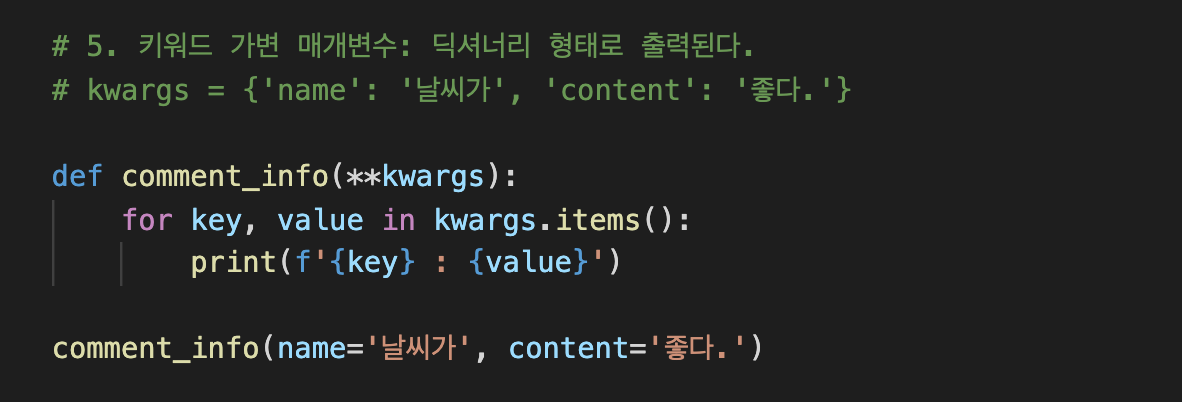 # 5. 키워드 가변 매개변수: 딕셔너리 형태로 출력된다.
# kwargs = {'name': '날씨가', 'content': '좋다.'}
def comment_info(**kwargs):
    for key, value in kwargs.items():
        print(f'{key} : {value}')
comment_info(name='날씨가', content='좋다.')